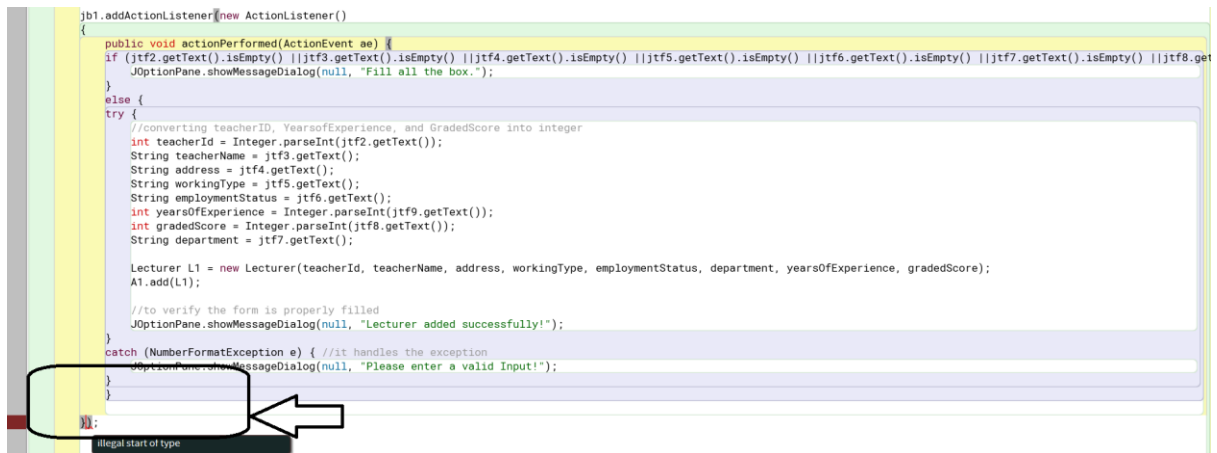 jb1.addActionListener(new ActionListener()
{
public void actionPerformed(ActionEvent ae) {
if (jtf2.getText().isEmpty() ||jtf3.getText().isEmpty() ||jtf4.getText().isEmpty() ||jtf5.getText().isEmpty() ||jtf6.getText().isEmpty() ||jtf7.getText().isEmpty() ||jtf8.get
JOptionPane.showMessageDialog(null, "Fill all the box.");
}
else {
try {
//converting teacherID, YearsofExperience, and GradedScore into integer
int teacherId = Integer.parseInt(jtf2.getText());
String teacherName = jtf3.getText();
String address = jtf4.getText();
String workingType = jtf5.getText();
String employmentStatus = jtf6.getText();
int yearsOfExperience = Integer.parseInt(jtf9.getText());
int gradedScore = Integer.parseInt(jtf8.getText());
String department = jtf7.getText();
Lecturer L1 = new Lecturer(teacherId, teacherName, address, workingType, employmentStatus, department, yearsOfExperience, gradedScore);
A1.add(L1);
//to verify the form is properly filled
JOptionPane.showMessageDialog(null, "Lecturer added successfully!");
}
catch (NumberFormatException e) { //it handles the exception
JOptionPane.showMessageDialog(null, "Please enter a valid Input!");
}
}
});
illegal start of type